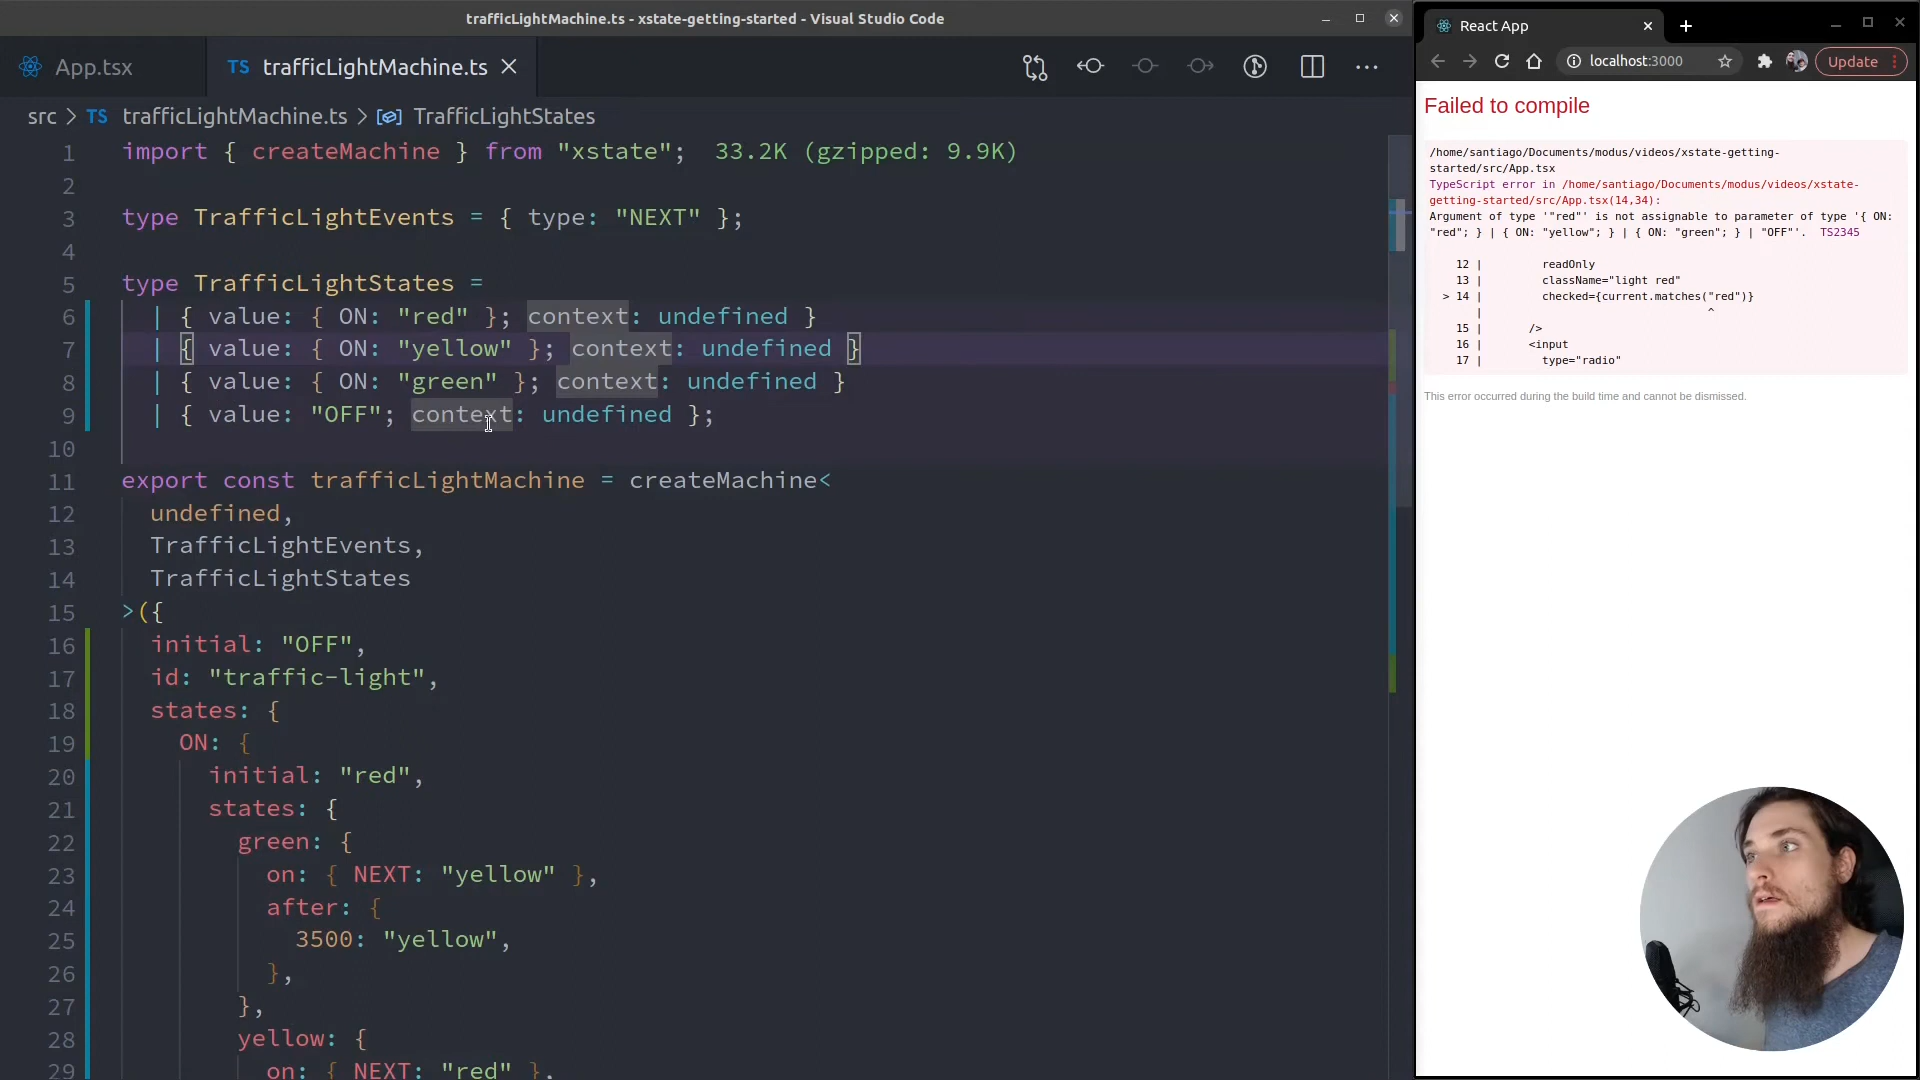 trafficLightMachine.ts - xstate-getting-started - Visual Studio Code
App.tsx
TS trafficLightMachine.ts
src > TS trafficLightMachine.ts > TrafficLightStates
1 import { createMachine } from "xstate"; 33.2K (gzipped: 9.9K)
2
3 type TrafficLightEvents = { type: "NEXT" };
4
5 type TrafficLightStates =
6 | { value: { ON: "red" }; context: undefined }
7 | { value: { ON: "yellow" }; context: undefined }
8 | { value: { ON: "green" }; context: undefined }
9 | { value: "OFF"; context: undefined };
10
11 export const trafficLightMachine = createMachine<
12 undefined,
13 TrafficLightEvents,
14 TrafficLightStates
15 >({
16 initial: "OFF",
17 id: "traffic-light",
18 states: {
19 ON: {
20 initial: "red",
21 states: {
22 green: {
23 on: { NEXT: "yellow" },
24 after: {
25 3500: "yellow",
26 },
27 },
28 yellow: {
29 on: { NEXT: "red" },
React App
localhost:3000
Update
Failed to compile
/home/santiago/Documents/modus/videos/xstate-getting-
started/src/App.tsx
TypeScript error in /home/santiago/Documents/modus/videos/xstate-
getting-started/src/App.tsx(14,34):
Argument of type '"red"' is not assignable to parameter of type '{ ON:
"red"; } | { ON: "yellow"; } | { ON: "green"; } | "OFF"'. TS2345
12 | readOnly
13 | className="light red"
> 14 | checked={current.matches("red")}
| ^
15 | />
16 | <input
17 | type="radio"
This error occurred during the build time and cannot be dismissed.